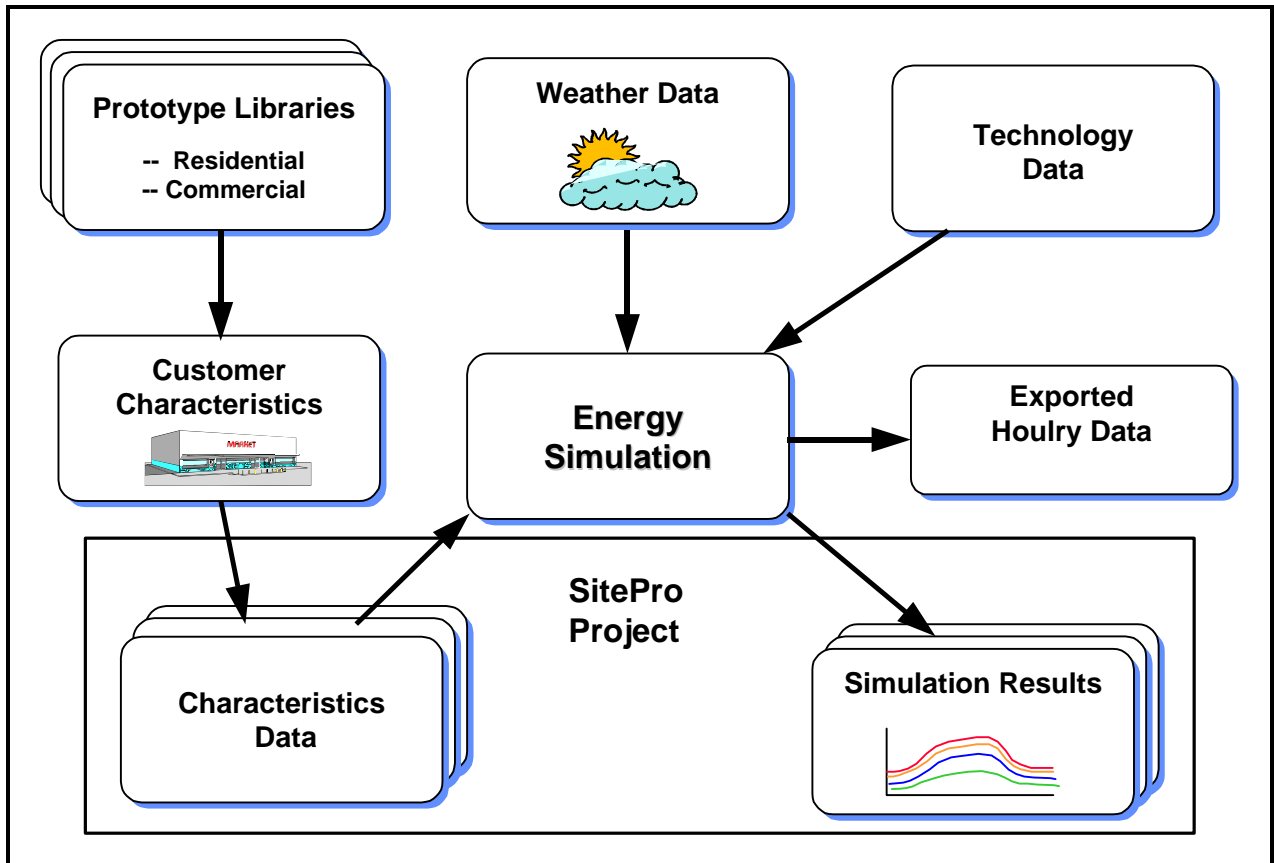 Prototype Libraries
-- Residential
-- Commercial
Weather Data
Technology
Data
Customer
Characteristics
MARKET
Energy
Simulation
Exported
Houlry Data
SitePro
Project
Characteristics
Data
Simulation Results